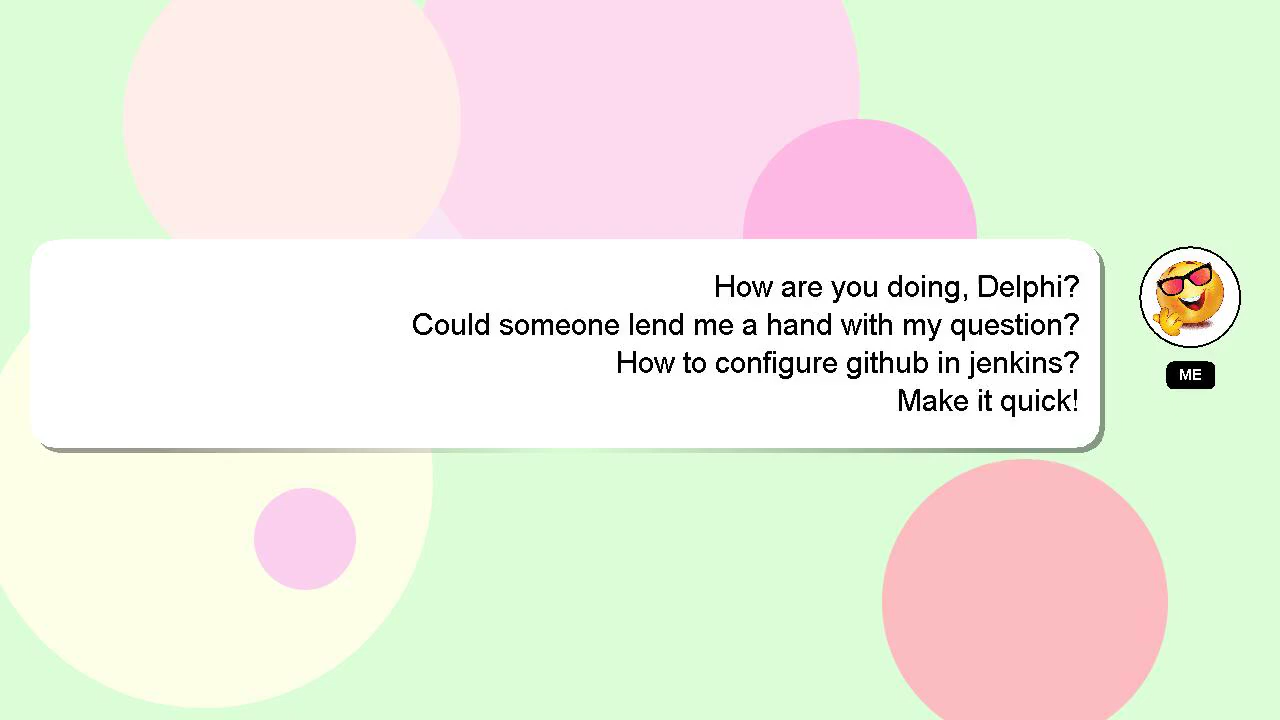 How are you doing, Delphi?
Could someone lend me a hand with my question?
How to configure github in jenkins?
Make it quick!
ME